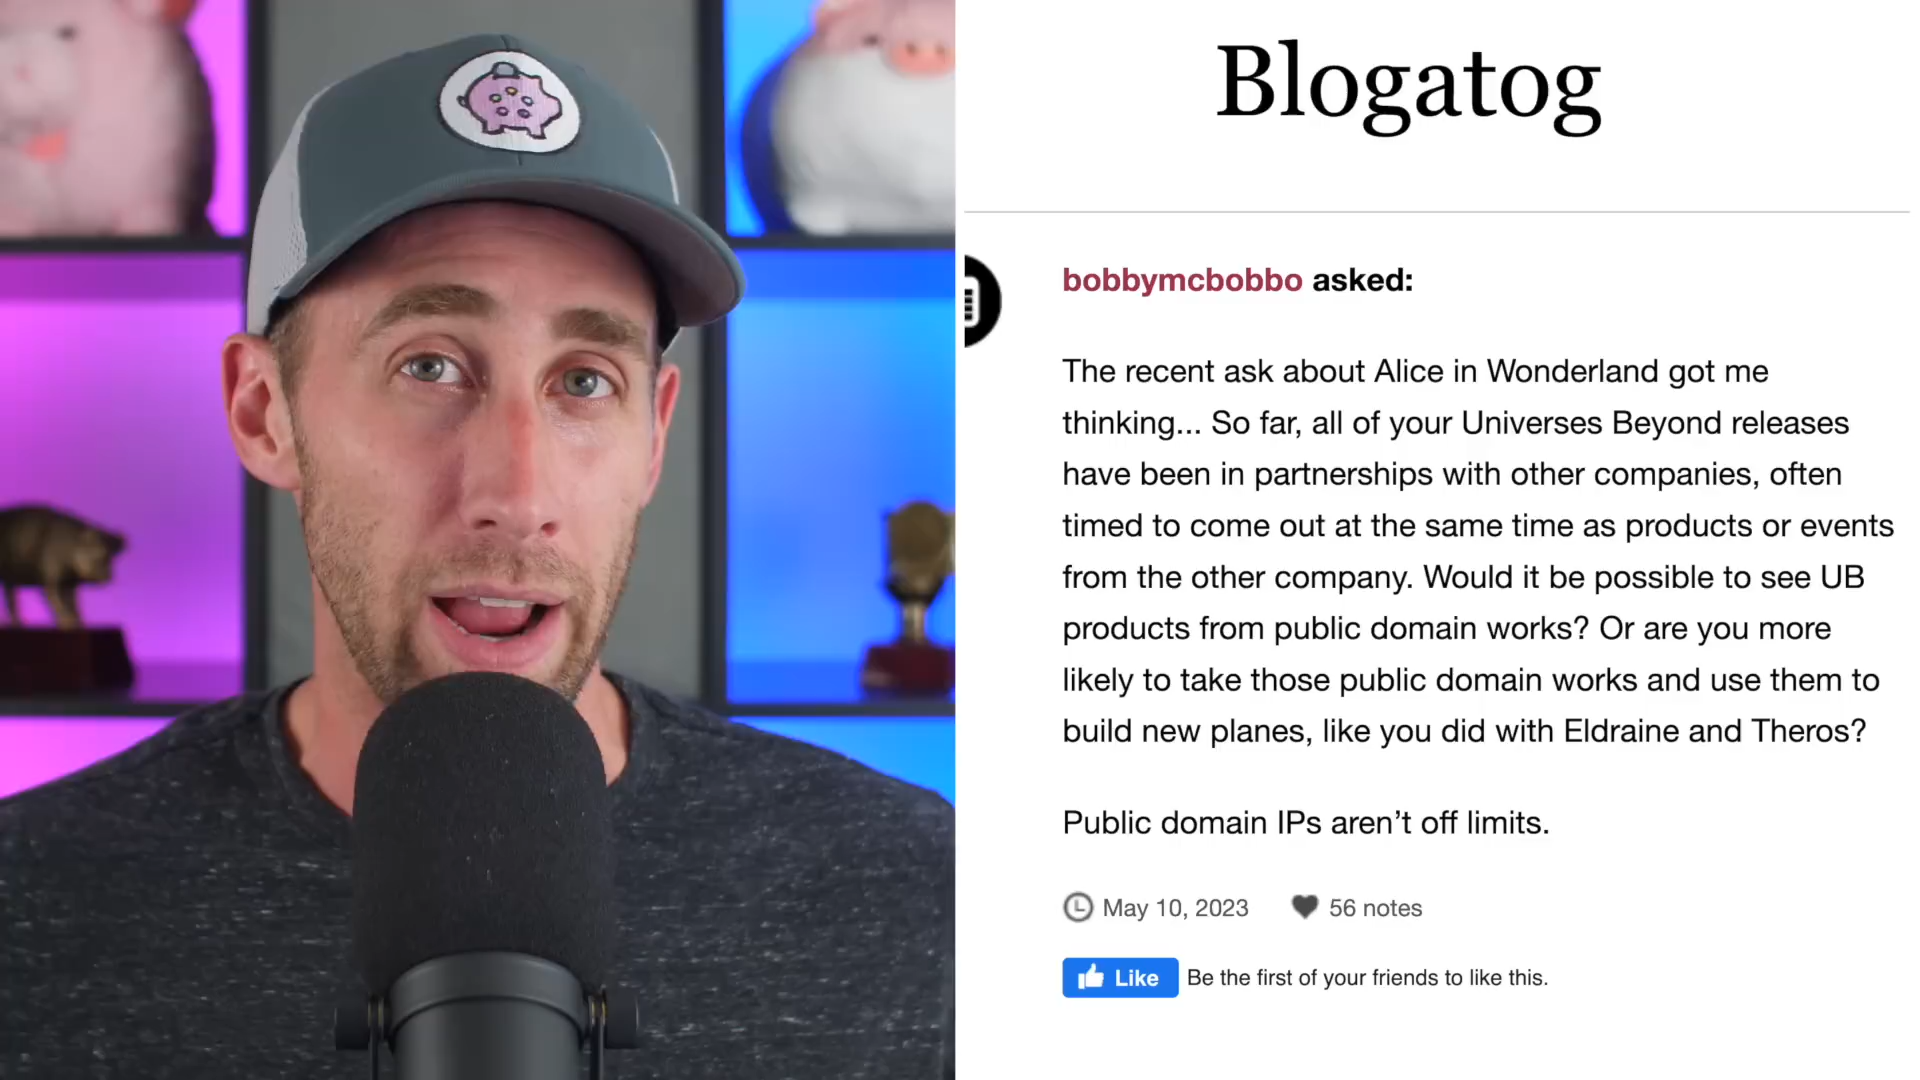 Blogatog
bobbymcbobbo asked:
The recent ask about Alice in Wonderland got me
thinking... So far, all of your Universes Beyond releases
have been in partnerships with other companies, often
timed to come out at the same time as products or events
from the other company. Would it be possible to see UB
products from public domain works? Or are you more
likely to take those public domain works and use them to
build new planes, like you did with Eldraine and Theros?
Public domain IPs aren’t off limits.
May 10, 2023 56 notes
Like Be the first of your friends to like this.